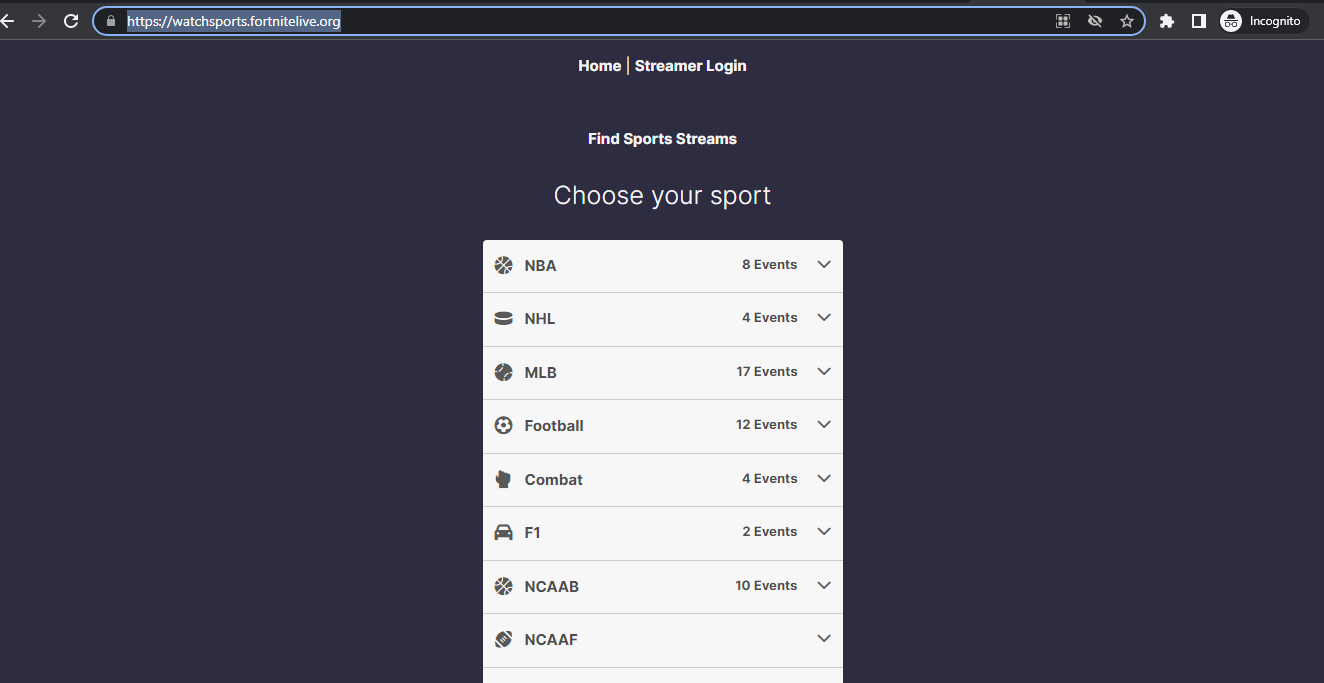 https://watchsports.fortnitelive.org
Incognito
Home | Streamer Login
Find Sports Streams
Choose your sport
NBA 8 Events
NHL 4 Events
MLB 17 Events
Football 12 Events
Combat 4 Events
F1 2 Events
NCAAB 10 Events
NCAAF